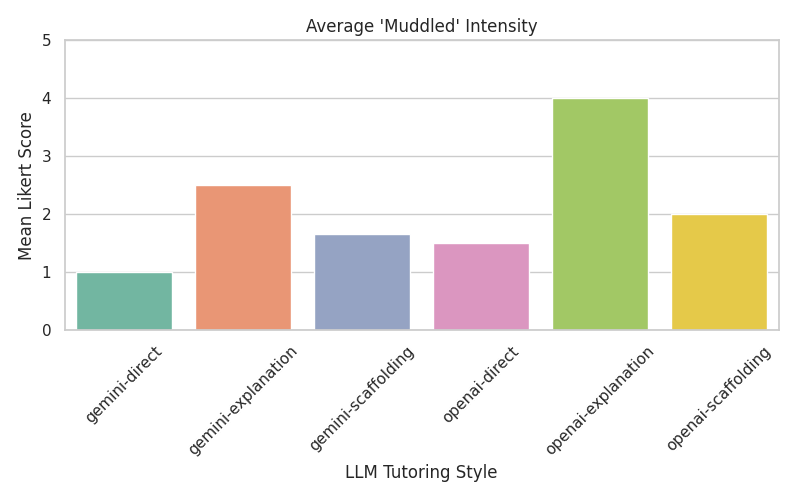 Average 'Muddled' Intensity
Mean Likert Score
5
4
3
2
1
0
gemini-direct
gemini-explanation
gemini-scaffolding
openai-direct
openai-explanation
openai-scaffolding
LLM Tutoring Style